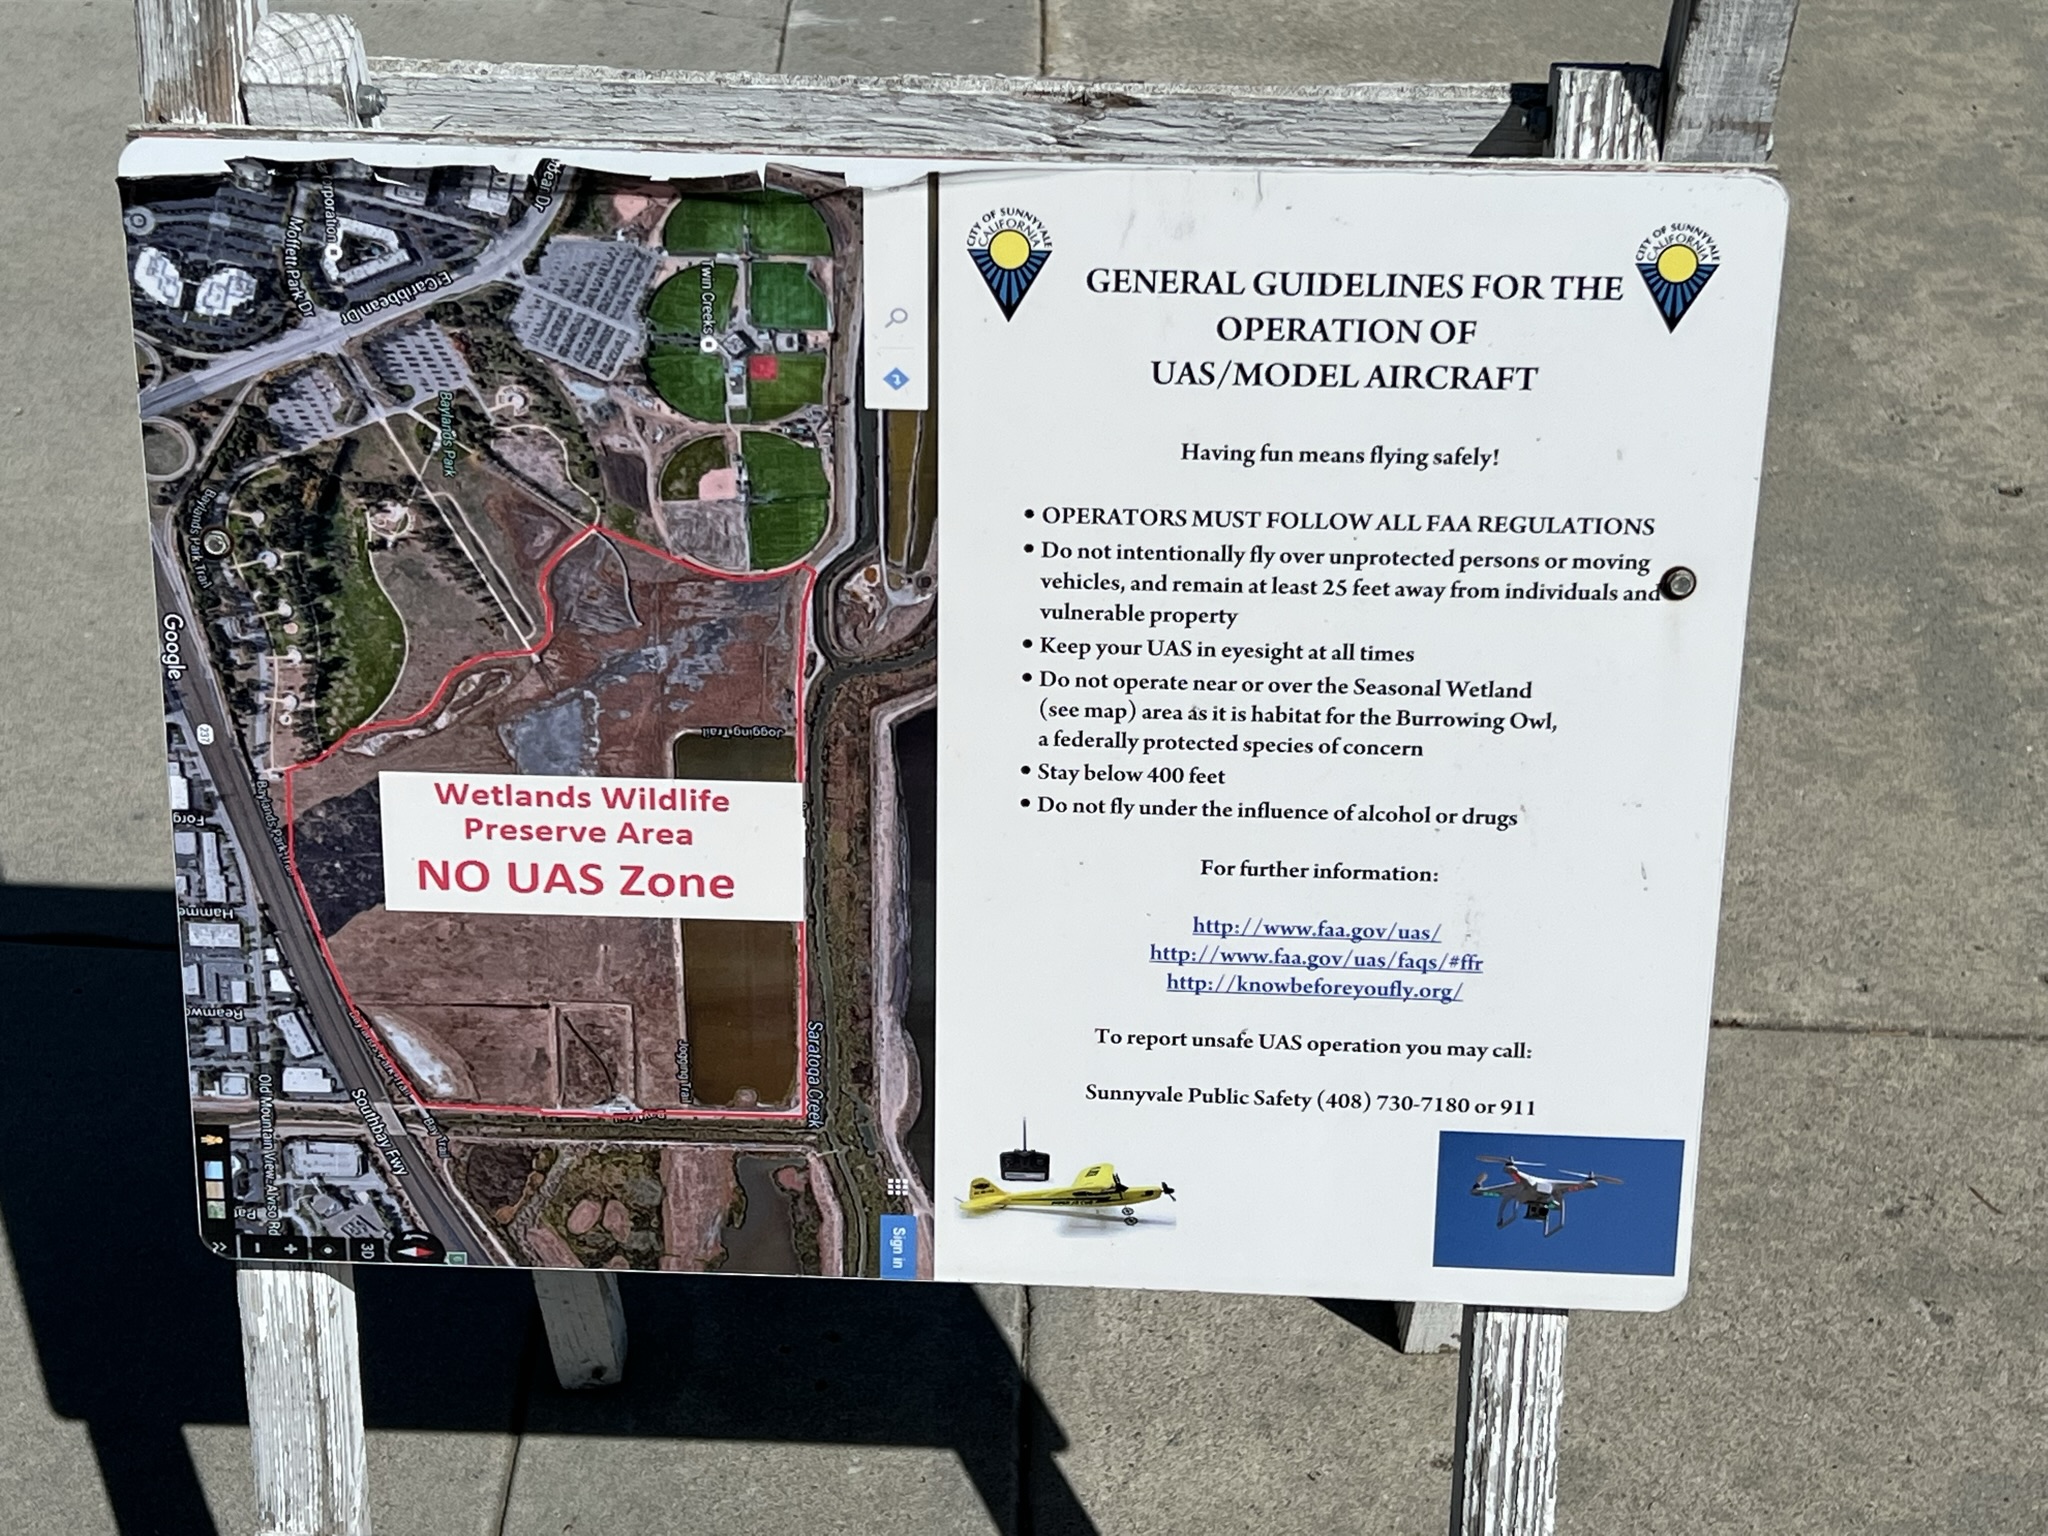 CITY OF SUNNYVALE
CALIFORNIA
CITY OF SUNNYVALE
CALIFORNIA
GENERAL GUIDELINES FOR THE
OPERATION OF
UAS/MODEL AIRCRAFT
Having fun means flying safely!
• OPERATORS MUST FOLLOW ALL FAA REGULATIONS
• Do not intentionally fly over unprotected persons or moving
vehicles, and remain at least 25 feet away from individuals and
vulnerable property
• Keep your UAS in eyesight at all times
• Do not operate near or over the Seasonal Wetland
(see map) area as it is habitat for the Burrowing Owl,
a federally protected species of concern
• Stay below 400 feet
• Do not fly under the influence of alcohol or drugs
For further information:
http://www.faa.gov/uas/
http://www.faa.gov/uas/faqs/#ffr
http://knowbeforeyoufly.org/
To report unsafe UAS operation you may call:
Sunnyvale Public Safety (408) 730-7180 or 911
Wetlands Wildlife
Preserve Area
NO UAS Zone
Moffett Park Dr
E Caribbean Dr
Twin Creeks
Baylands Park
Baylands Park Trail
Google
237
Jogging Trail
Baylands Park Trail
Jogging Trail
Saratoga Creek
Baylands Park Trail
Bay Trail
Bay Trail
Southbay Fwy
Old Mountain View-Alviso Rd
3D
Sign in